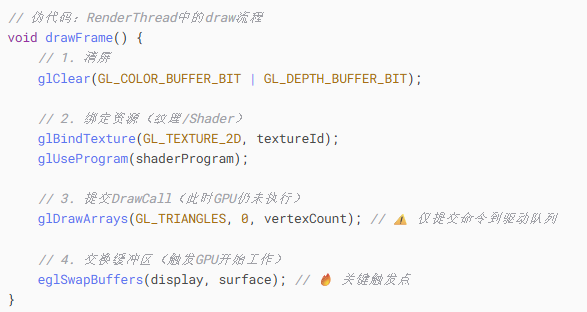 // 伪代码：RenderThread中的draw流程
void drawFrame() {
    // 1. 清屏
    glClear(GL_COLOR_BUFFER_BIT | GL_DEPTH_BUFFER_BIT);
    // 2. 绑定资源（纹理/Shader）
    glBindTexture(GL_TEXTURE_2D, textureId);
    glUseProgram(shaderProgram);
    // 3. 提交DrawCall（此时GPU仍未执行）
    glDrawArrays(GL_TRIANGLES, 0, vertexCount); // ⚠️ 仅提交命令到驱动队列
    // 4. 交换缓冲区（触发GPU开始工作）
    eglSwapBuffers(display, surface); // 🔥 关键触发点
}